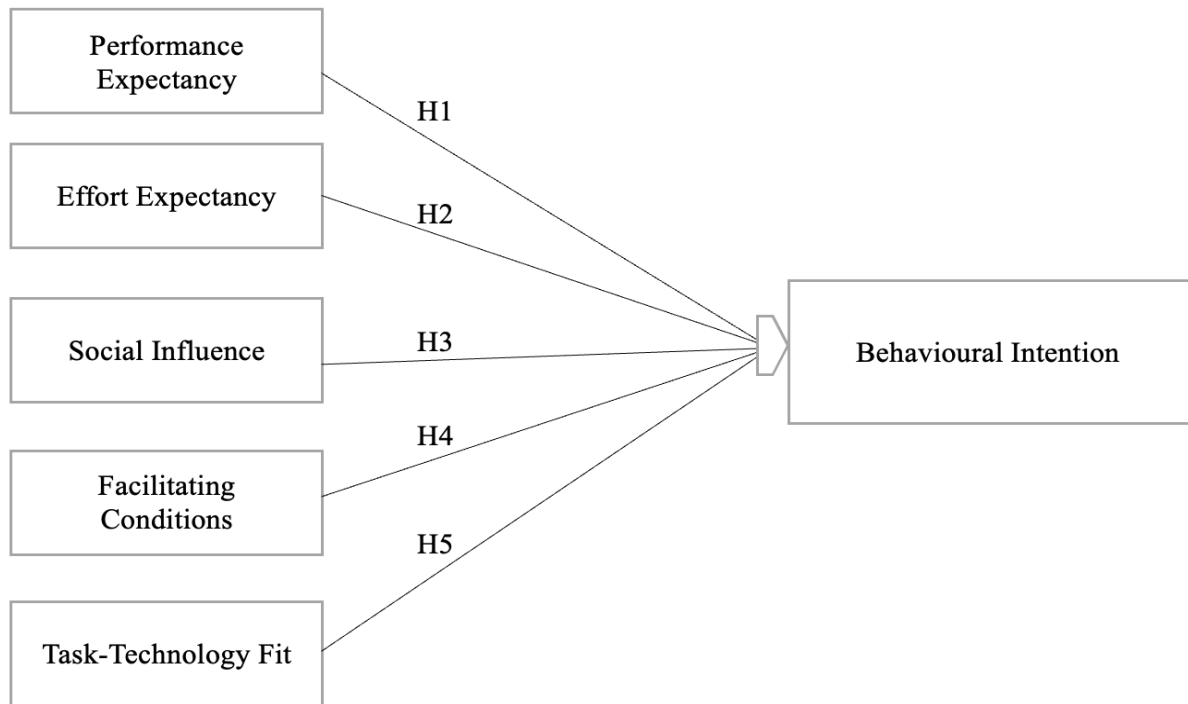 Performance
Expectancy
H1
Effort Expectancy
H2
Social Influence
H3
Behavioural Intention
H4
Facilitating
Conditions
H5
Task-Technology Fit